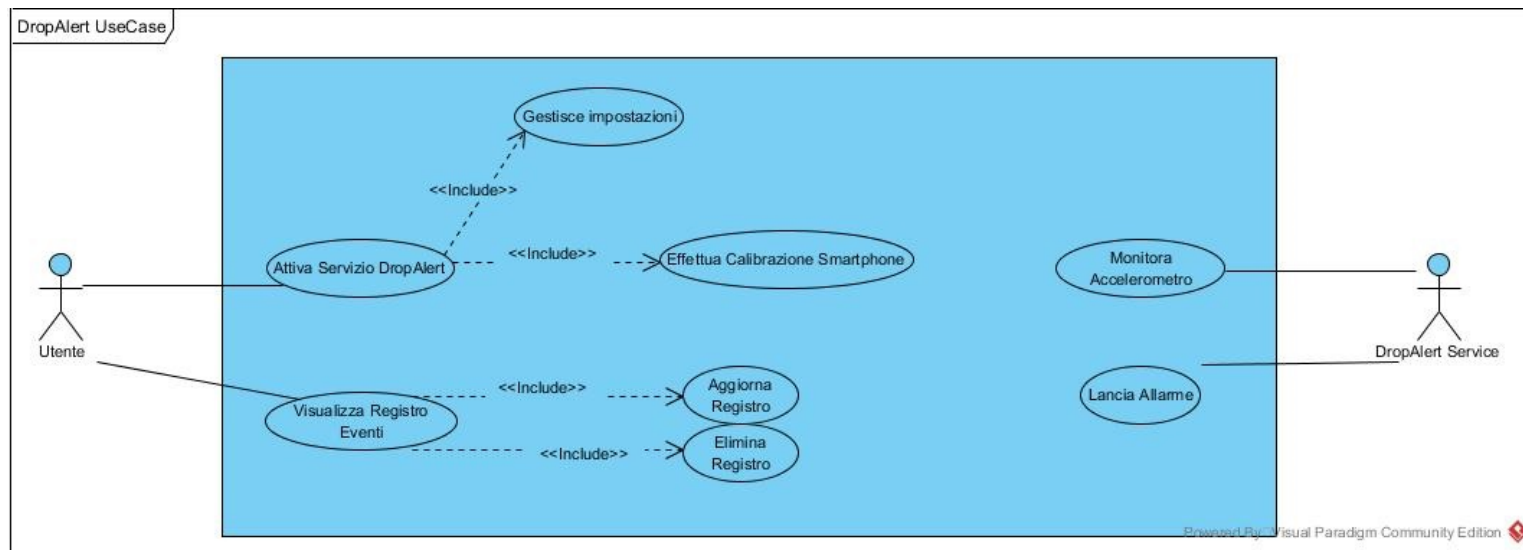 DropAlert UseCase
Gestisce impostazioni
<<Include>>
<<Include>>
Attiva Servizio DropAlert
Effettua Calibrazione Smartphone
Monitora
Accelerometro
Utente
DropAlert Service
<<Include>>
Aggiorna
Registro
Visualizza Registro
Eventi
Lancia Allarme
<<Include>>
Elimina
Registro
Powered By Visual Paradigm Community Edition